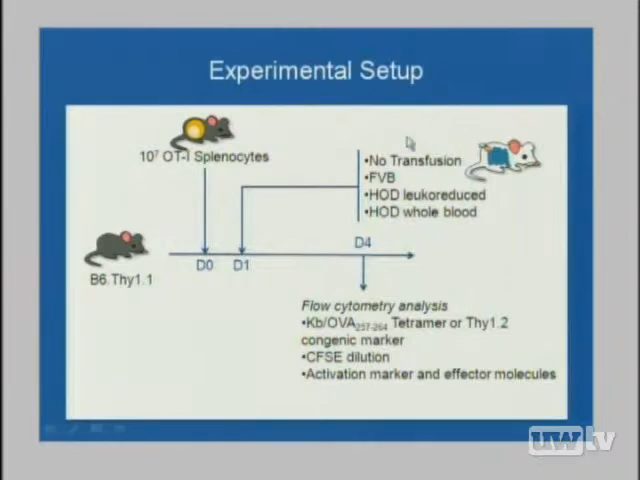 Experimental Setup
10⁷ OT-I Splenocytes
•No Transfusion
•FVB
•HOD leukoreduced
•HOD whole blood
D4
D0 D1
B6.Thy1.1
Flow cytometry analysis
•Kb/OVA₂₅₇₋₂₆₄ Tetramer or Thy1.2
congenic marker
•CFSE dilution
•Activation marker and effector molecules
UWtv